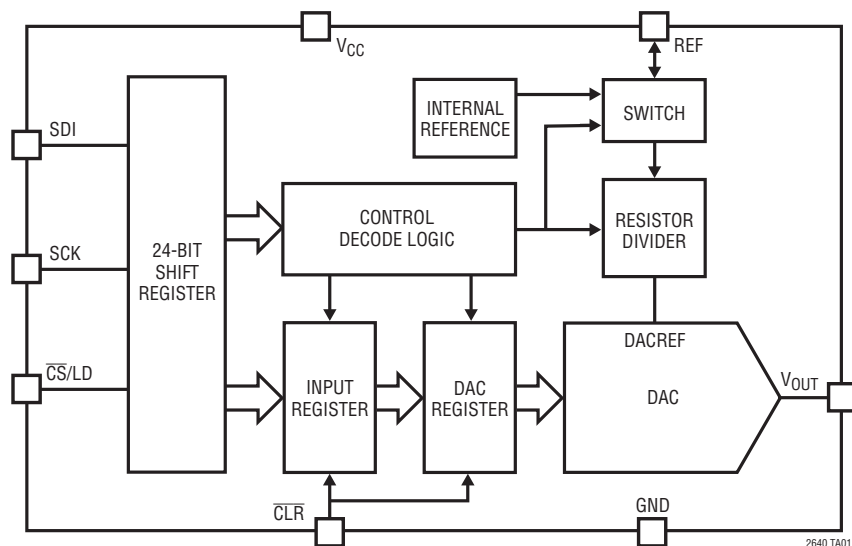 VCC
REF
SDI
SCK
CS/LD
24-BIT
SHIFT
REGISTER
INTERNAL
REFERENCE
SWITCH
CONTROL
DECODE LOGIC
RESISTOR
DIVIDER
INPUT
REGISTER
DAC
REGISTER
DACREF
DAC
VOUT
CLR
GND
2640 TA01